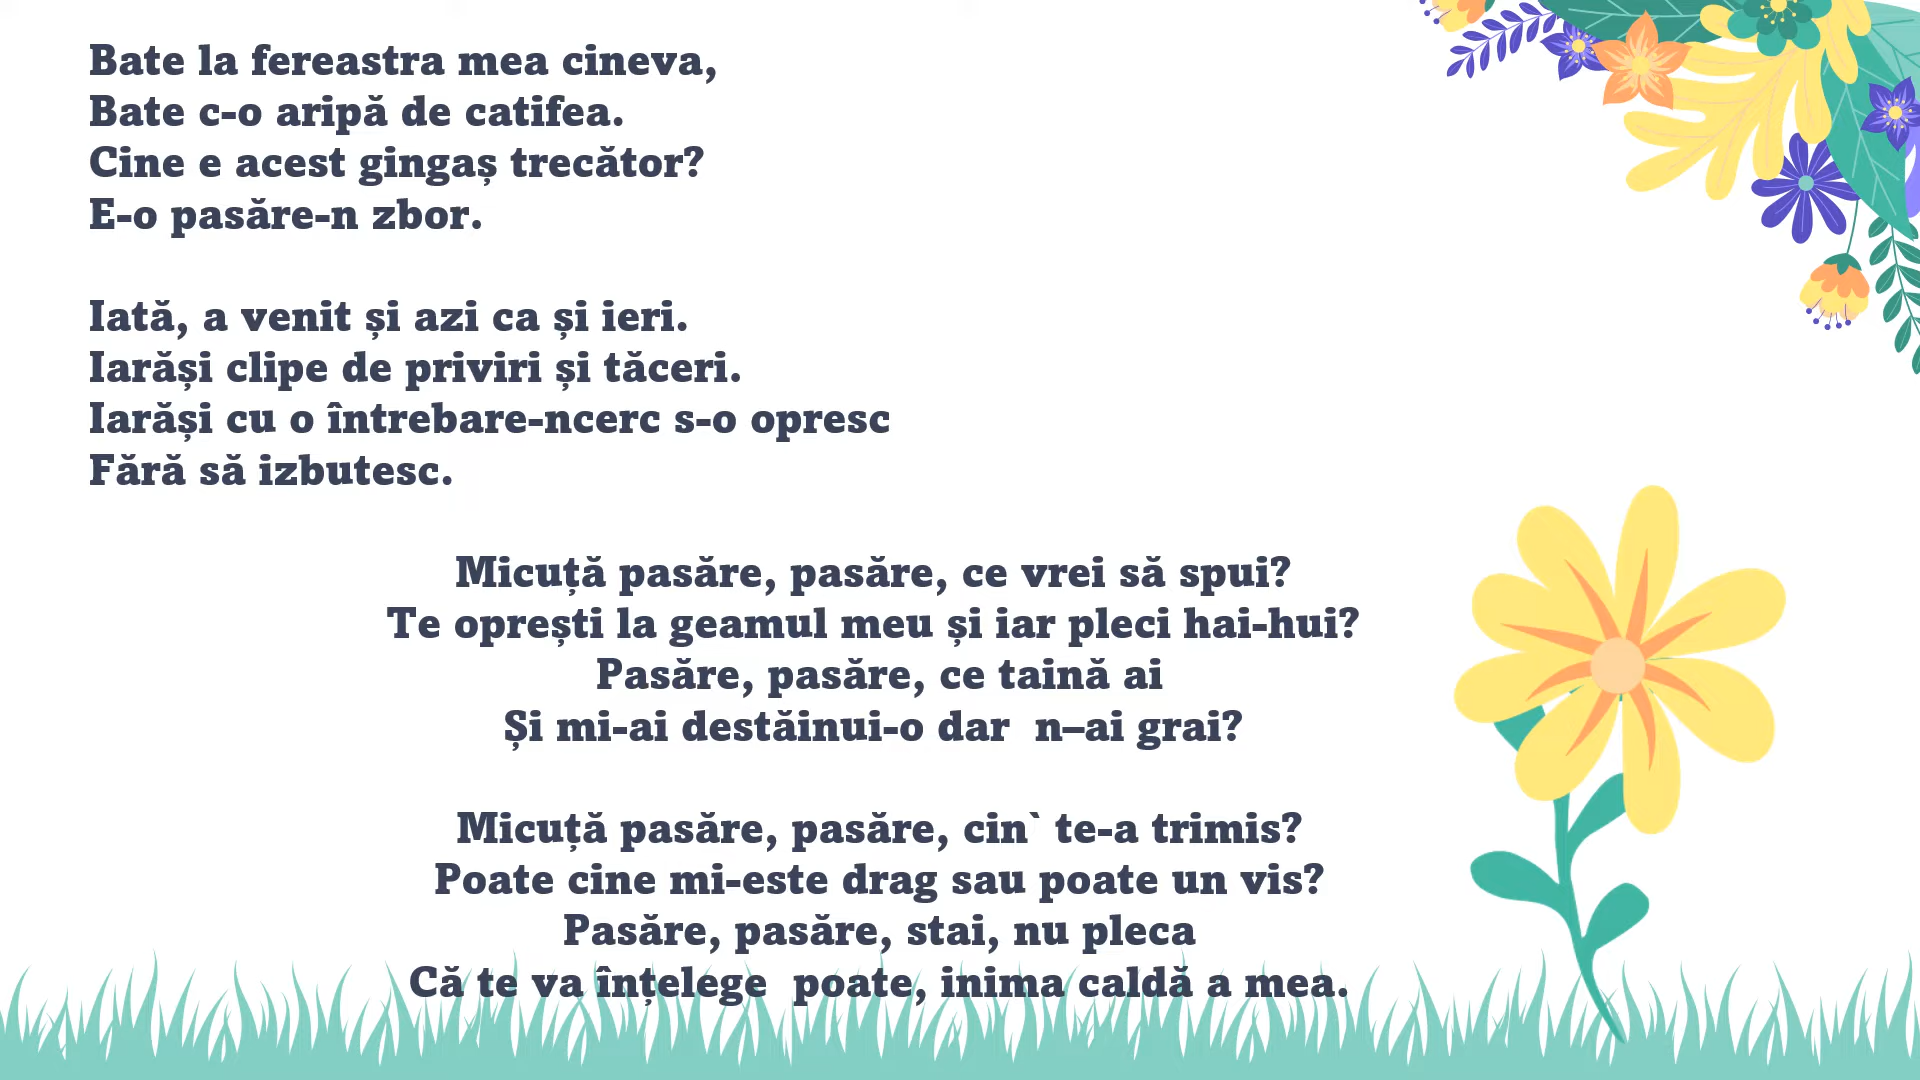 Bate la fereastra mea cineva,
Bate c-o aripă de catifea.
Cine e acest gingaș trecător?
E-o pasăre-n zbor.
Iată, a venit și azi ca și ieri.
Iarăși clipe de priviri și tăceri.
Iarăși cu o întrebare-ncerc s-o opresc
Fără să izbutesc.
Micuță pasăre, pasăre, ce vrei să spui?
Te oprești la geamul meu și iar pleci hai-hui?
Pasăre, pasăre, ce taină ai
Și mi-ai destăinui-o dar  n–ai grai?
Micuță pasăre, pasăre, cin` te-a trimis?
Poate cine mi-este drag sau poate un vis?
Pasăre, pasăre, stai, nu pleca
Că te va înțelege  poate, inima caldă a mea.